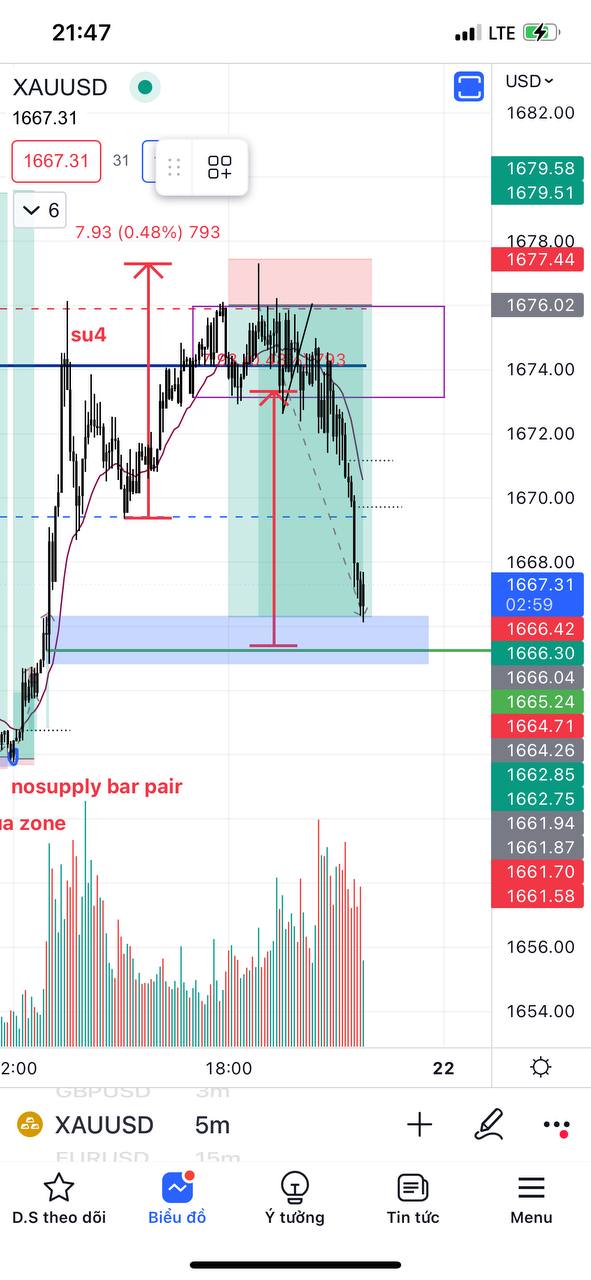 21:47
LTE
XAUUSD
USD
1667.31
1682.00
1667.31
31
1679.58
1679.51
6
7.93 (0.48%) 793
1678.00
1677.44
1676.02
su4
7.93 (0.48%) 793
1674.00
1672.00
1670.00
1668.00
1667.31
02:59
1666.42
1666.30
1666.04
1665.24
1664.71
1664.26
nosupply bar pair
1662.85
1662.75
ua zone
1661.94
1661.87
1661.70
1661.58
1656.00
1654.00
2:00
18:00
22
GBPUSD 3m
XAUUSD 5m
EURUSD 15m
D.S theo dõi
Biểu đồ
Ý tưởng
Tin tức
Menu